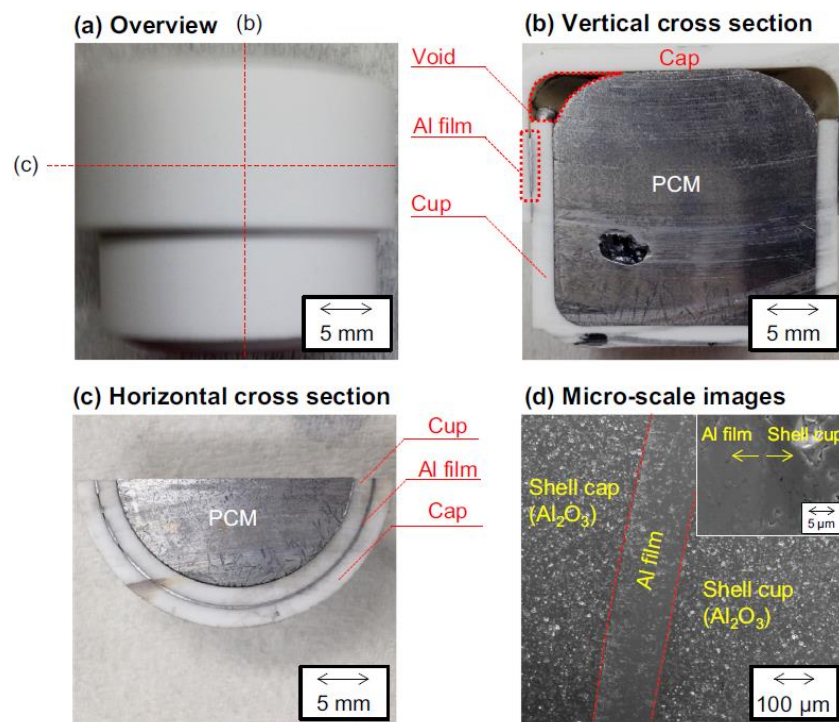 (a) Overview
(b)
(c)
5 mm
(b) Vertical cross section
Void
Cap
Al film
PCM
Cup
5 mm
(c) Horizontal cross section
Cup
Al film
Cap
PCM
5 mm
(d) Micro-scale images
Al film
Shell cup
5 μm
Shell cap
(Al₂O₃)
Al film
Shell cup
(Al₂O₃)
100 μm